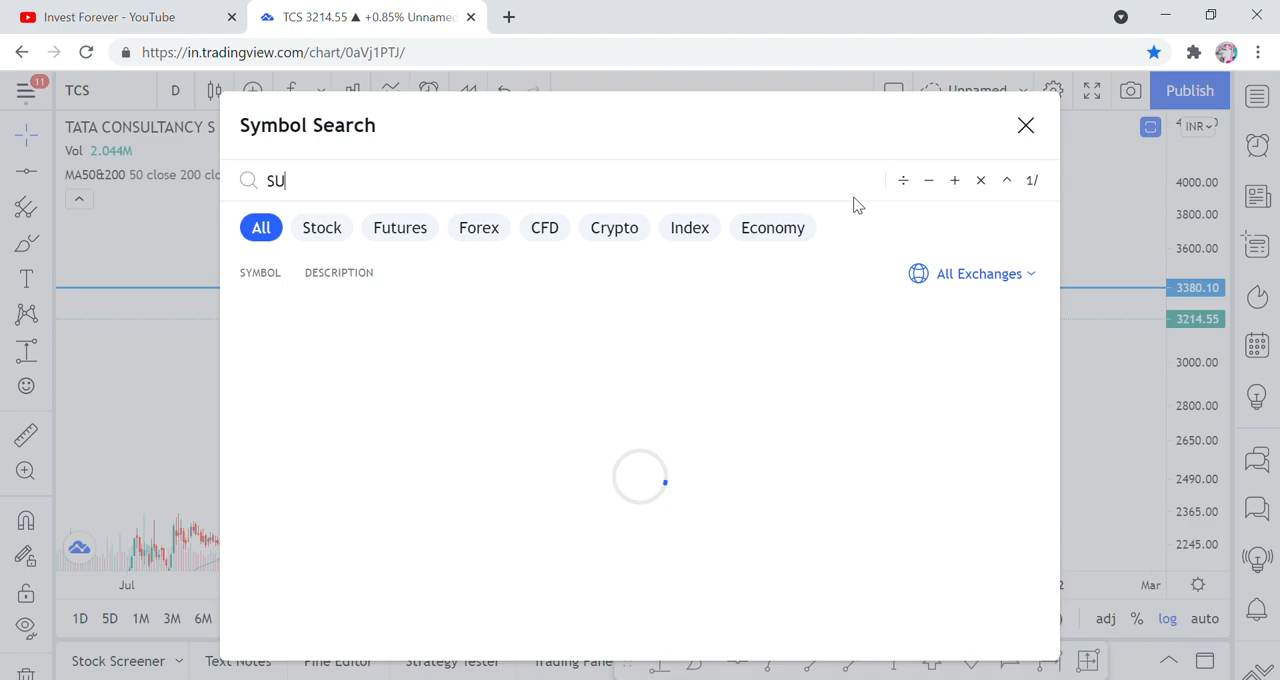 Invest Forever - YouTube
TCS 3214.55 ▲ +0.85% Unnamed
https://in.tradingview.com/chart/0aVj1PTJ/
11
TCS
D
Unnamed
Publish
TATA CONSULTANCY S
Vol 2.044M
MA50&200 50 close 200 clo
Symbol Search
SU
÷ − + × ^ 1/
All
Stock
Futures
Forex
CFD
Crypto
Index
Economy
SYMBOL
DESCRIPTION
All Exchanges
INR
4000.00
3800.00
3600.00
3380.10
3214.55
3000.00
2800.00
2650.00
2490.00
2365.00
2245.00
Jul
Mar
1D 5D 1M 3M 6M
adj % log auto
Stock Screener
Text Notes
Pine Editor
Strategy Tester
Trading Pane